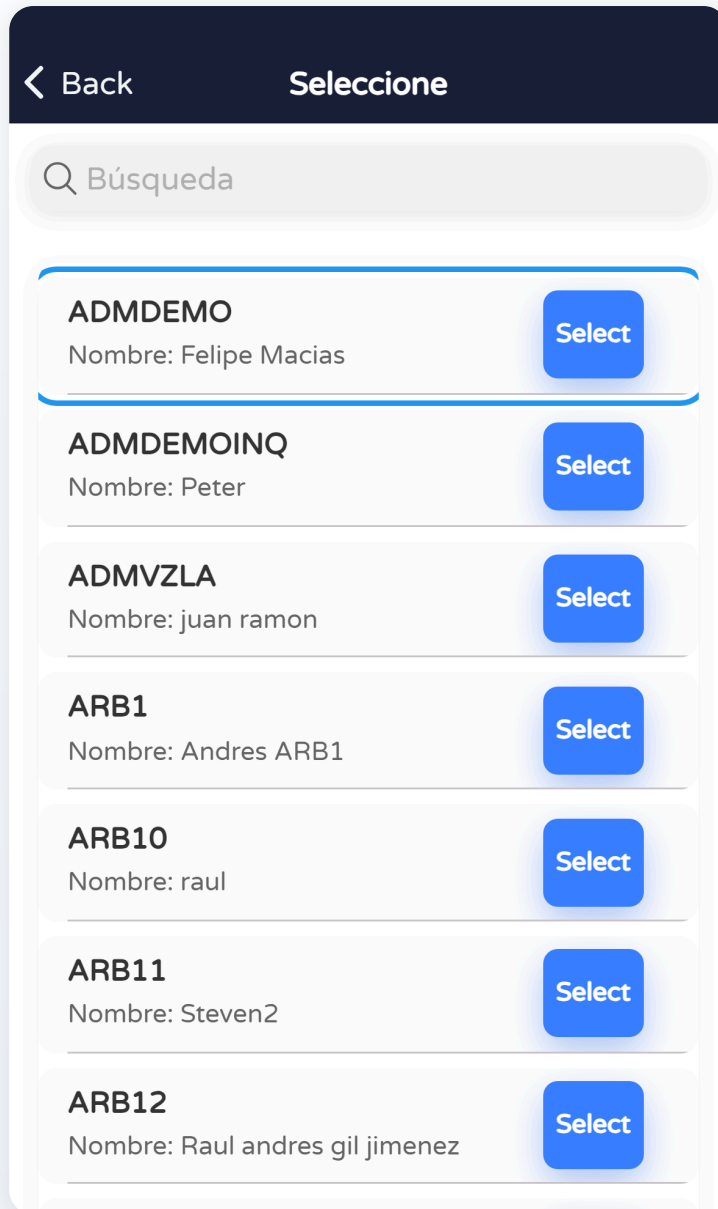 Back
Seleccione
Búsqueda
ADMDEMO
Nombre: Felipe Macias
Select
ADMDEMOINQ
Nombre: Peter
Select
ADMVZLA
Nombre: juan ramon
Select
ARB1
Nombre: Andres ARB1
Select
ARB10
Nombre: raul
Select
ARB11
Nombre: Steven2
Select
ARB12
Nombre: Raul andres gil jimenez
Select